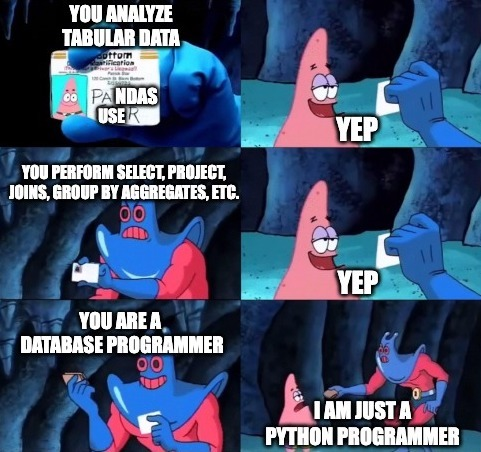 YOU ANALYZE
TABULAR DATA
PANDAS
USER
YEP
YOU PERFORM SELECT, PROJECT,
JOINS, GROUP BY AGGREGATES, ETC.
YEP
YOU ARE A
DATABASE PROGRAMMER
I AM JUST A
PYTHON PROGRAMMER